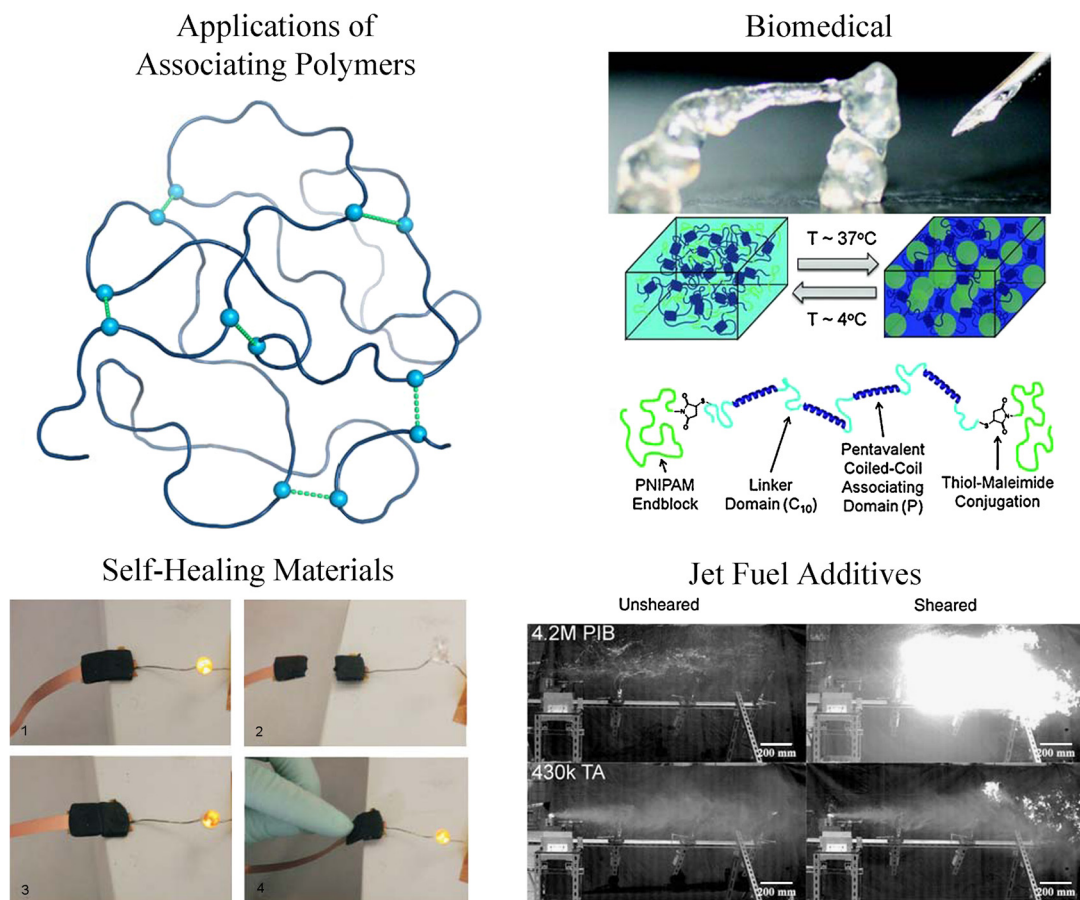 Applications of
Associating Polymers
Biomedical
T ~ 37°C
T ~ 4°C
N
O
O
S
S
N
O
O
PNIPAM
Endblock
Linker
Domain (C₁₀)
Pentavalent
Coiled-Coil
Associating
Domain (P)
Thiol-Maleimide
Conjugation
Self-Healing Materials
1
2
3
4
Jet Fuel Additives
Unsheared
Sheared
4.2M PIB
200 mm
200 mm
430k TA
200 mm
200 mm